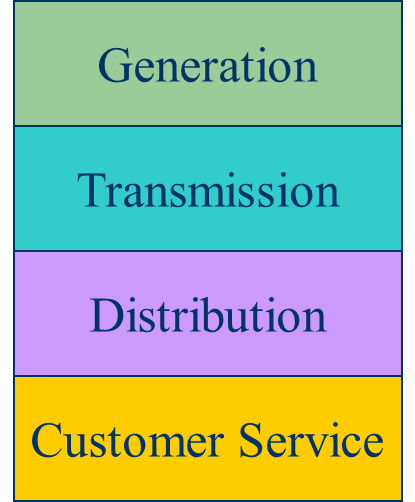 Generation
Transmission
Distribution
Customer Service